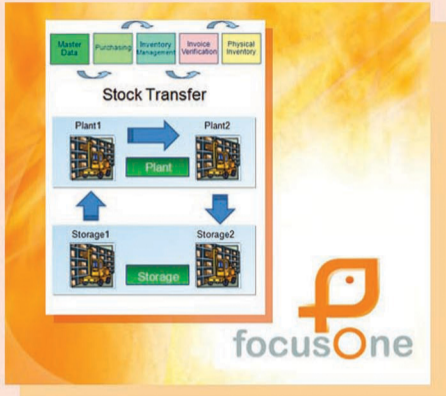 Master Data
Purchasing
Inventory Management
Invoice Verification
Physical Inventory
Stock Transfer
Plant1
Plant2
Plant
Storage1
Storage2
Storage
focusOne